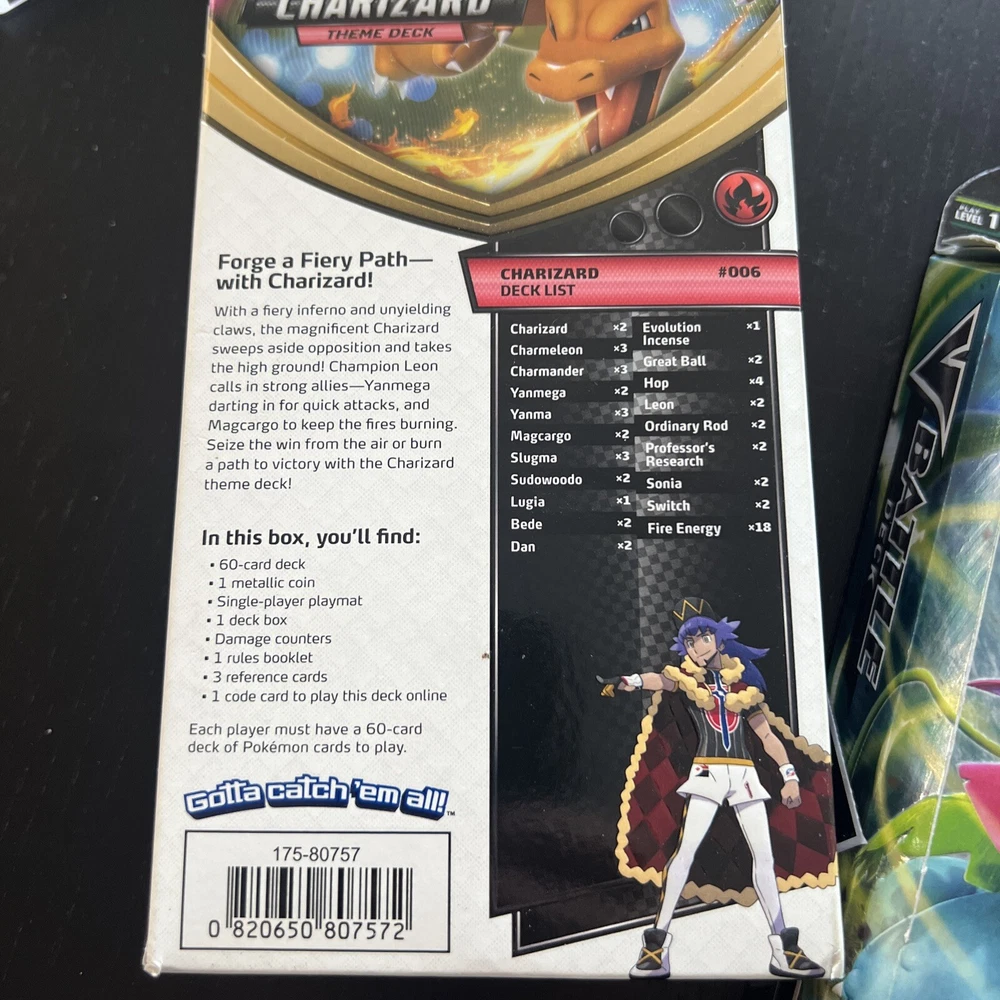 CHARIZARD
THEME DECK
Forge a Fiery Path—
with Charizard!
With a fiery inferno and unyielding
claws, the magnificent Charizard
sweeps aside opposition and takes
the high ground! Champion Leon
calls in strong allies—Yanmega
darting in for quick attacks, and
Magcargo to keep the fires burning.
Seize the win from the air or burn
a path to victory with the Charizard
theme deck!
In this box, you'll find:
• 60-card deck
• 1 metallic coin
• Single-player playmat
• 1 deck box
• Damage counters
• 1 rules booklet
• 3 reference cards
• 1 code card to play this deck online
Each player must have a 60-card
deck of Pokémon cards to play.
Gotta catch 'em all!™
175-80757
0 820650 807572
CHARIZARD #006
DECK LIST
Charizard ×2
Charmeleon ×3
Charmander ×3
Yanmega ×2
Yanma ×3
Magcargo ×2
Slugma ×3
Sudowoodo ×2
Lugia ×1
Bede ×2
Dan ×2
Evolution ×1
Incense
Great Ball ×2
Hop ×4
Leon ×2
Ordinary Rod ×2
Professor's ×2
Research
Sonia ×2
Switch ×2
Fire Energy ×18
PLAY
LEVEL 1
V BATTLE
DECK